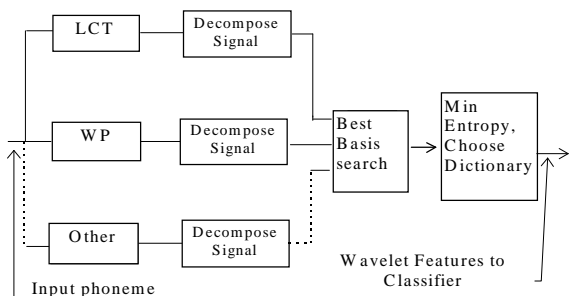 LCT
Decompose
Signal
WP
Decompose
Signal
Other
Decompose
Signal
Best
Basis
search
Min
Entropy,
Choose
Dictionary
Input phoneme
Wavelet Features to
Classifier